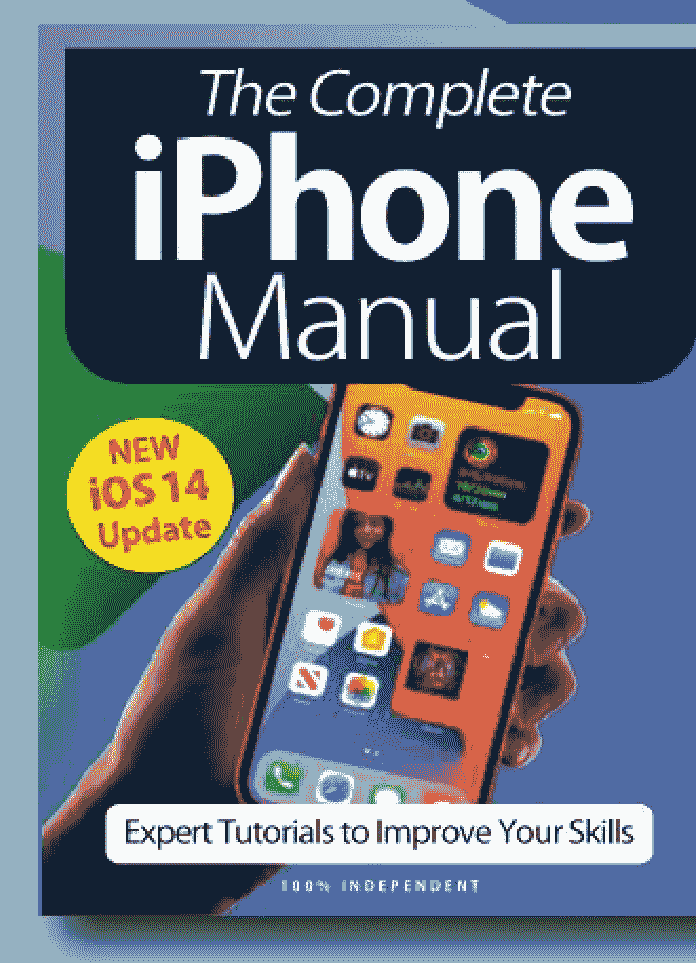 The Complete
iPhone
Manual
NEW
iOS 14
Update
Expert Tutorials to Improve Your Skills
100% INDEPENDENT